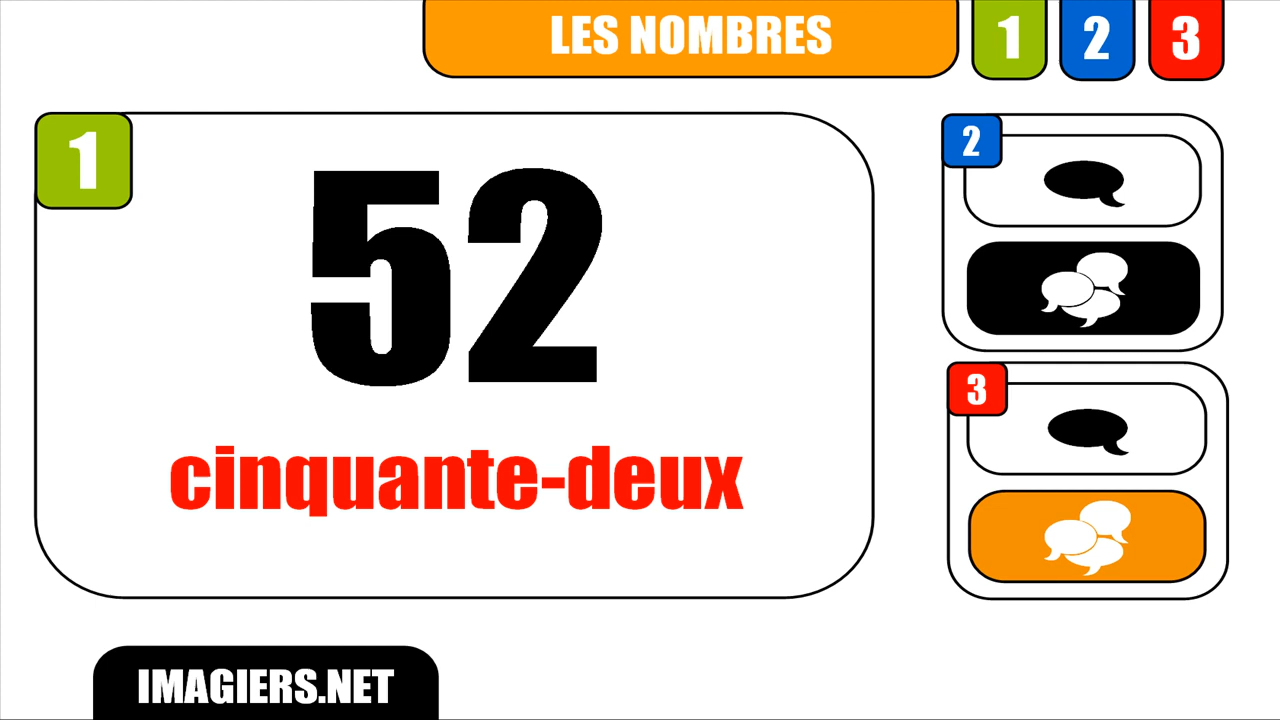 LES NOMBRES
1 2 3
1
52
cinquante-deux
2
3
IMAGIERS.NET